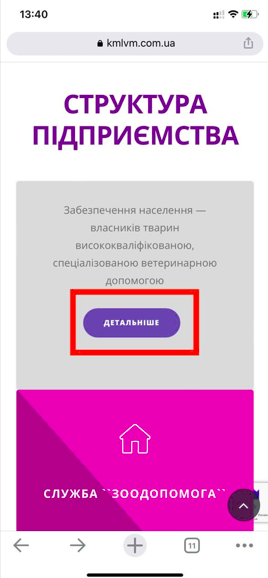 13:40
kmlvm.com.ua
СТРУКТУРА
ПІДПРИЄМСТВА
Забезпечення населення —
власників тварин
висококваліфікованою,
спеціалізованою ветеринарною
допомогою
ДЕТАЛЬНІШЕ
СЛУЖБА ``ЗООДОПОМОГА``
11